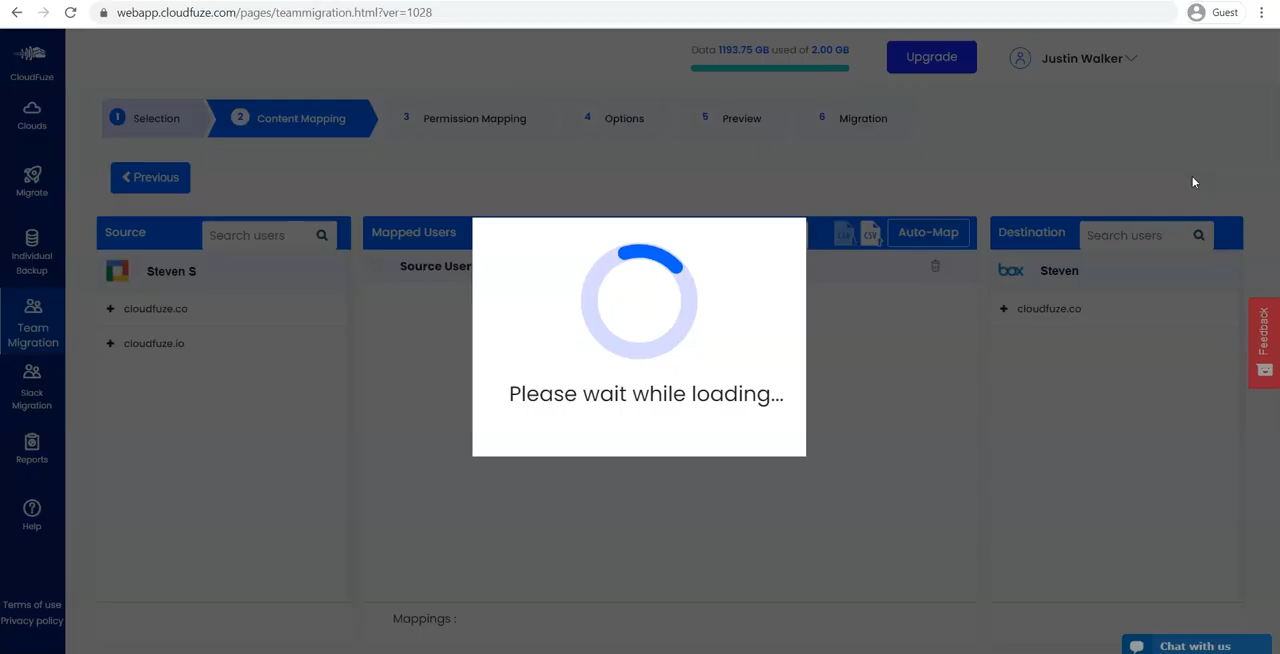 webapp.cloudfuze.com/pages/teammigration.html?ver=1028
Guest
CloudFuze
Data 1193.75 GB used of 2.00 GB
Upgrade
Justin Walker
1 Selection
2 Content Mapping
3 Permission Mapping
4 Options
5 Preview
6 Migration
Previous
Clouds
Migrate
Individual
Backup
Team
Migration
Slack
Migration
Reports
Help
Terms of use
Privacy policy
Source
Search users
Steven S
+ cloudfuze.co
+ cloudfuze.io
Mapped Users
CSV
CSV
Auto-Map
Source User
Please wait while loading...
Mappings :
Destination
Search users
box
Steven
+ cloudfuze.co
Feedback
Chat with us